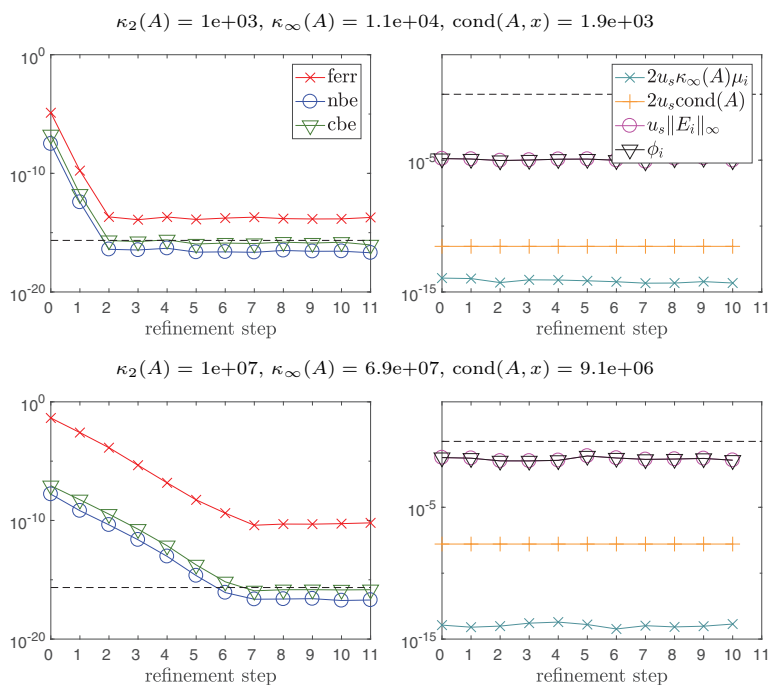 κ₂(A) = 1e+03, κ∞(A) = 1.1e+04, cond(A, x) = 1.9e+03
10⁰
10⁻¹⁰
10⁻²⁰
ferr
nbe
cbe
0 1 2 3 4 5 6 7 8 9 10 11
refinement step
10⁻⁵
10⁻¹⁵
2uₛκ∞(A)μᵢ
2uₛcond(A)
uₛ‖Eᵢ‖∞
ϕᵢ
0 1 2 3 4 5 6 7 8 9 10 11
refinement step
κ₂(A) = 1e+07, κ∞(A) = 6.9e+07, cond(A, x) = 9.1e+06
10⁰
10⁻¹⁰
10⁻²⁰
0 1 2 3 4 5 6 7 8 9 10 11
refinement step
10⁻⁵
10⁻¹⁵
0 1 2 3 4 5 6 7 8 9 10 11
refinement step